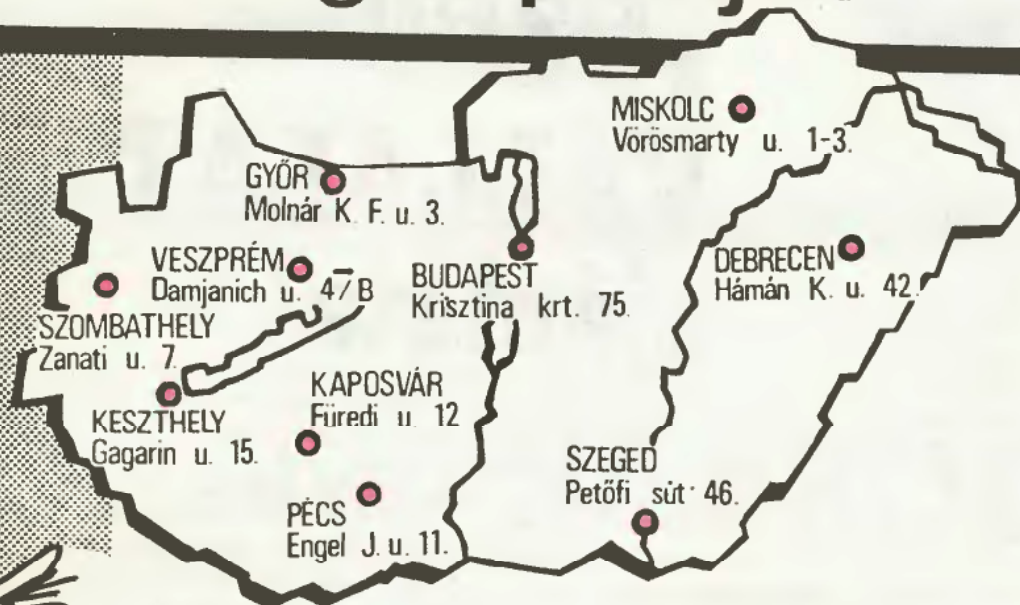 MISKOLC
Vörösmarty u. 1-3.
GYŐR
Molnár K. F. u. 3.
VESZPRÉM
Damjanich u. 4/B
BUDAPEST
Krisztina krt. 75.
DEBRECEN
Hámán K. u. 42.
SZOMBATHELY
Zanati u. 7.
KAPOSVÁR
Füredi u. 12
KESZTHELY
Gagarin u. 15.
SZEGED
Petőfi sút 46.
PÉCS
Engel J. u. 11.